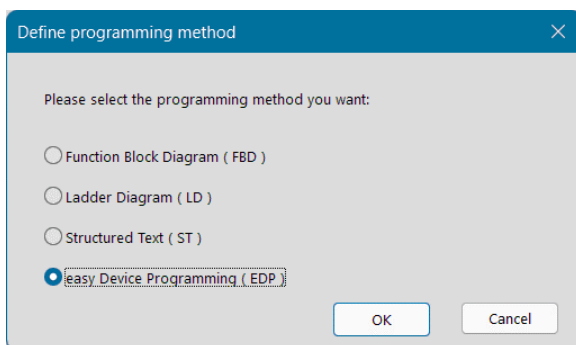 Define programming method
Please select the programming method you want:
Function Block Diagram ( FBD )
Ladder Diagram ( LD )
Structured Text ( ST )
easy Device Programming ( EDP )
OK Cancel